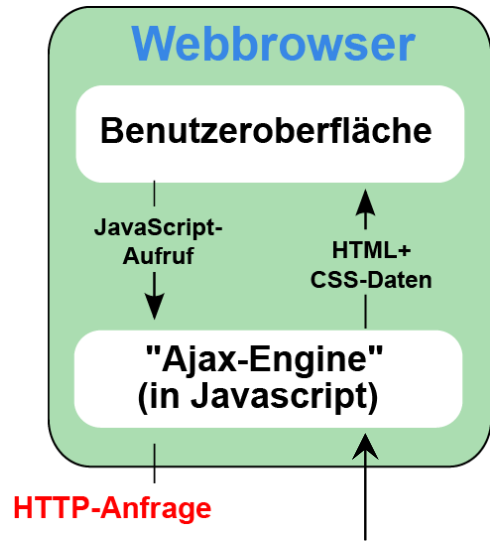 Webbrowser
Benutzeroberfläche
JavaScript-
Aufruf
HTML+
CSS-Daten
"Ajax-Engine"
(in Javascript)
HTTP-Anfrage